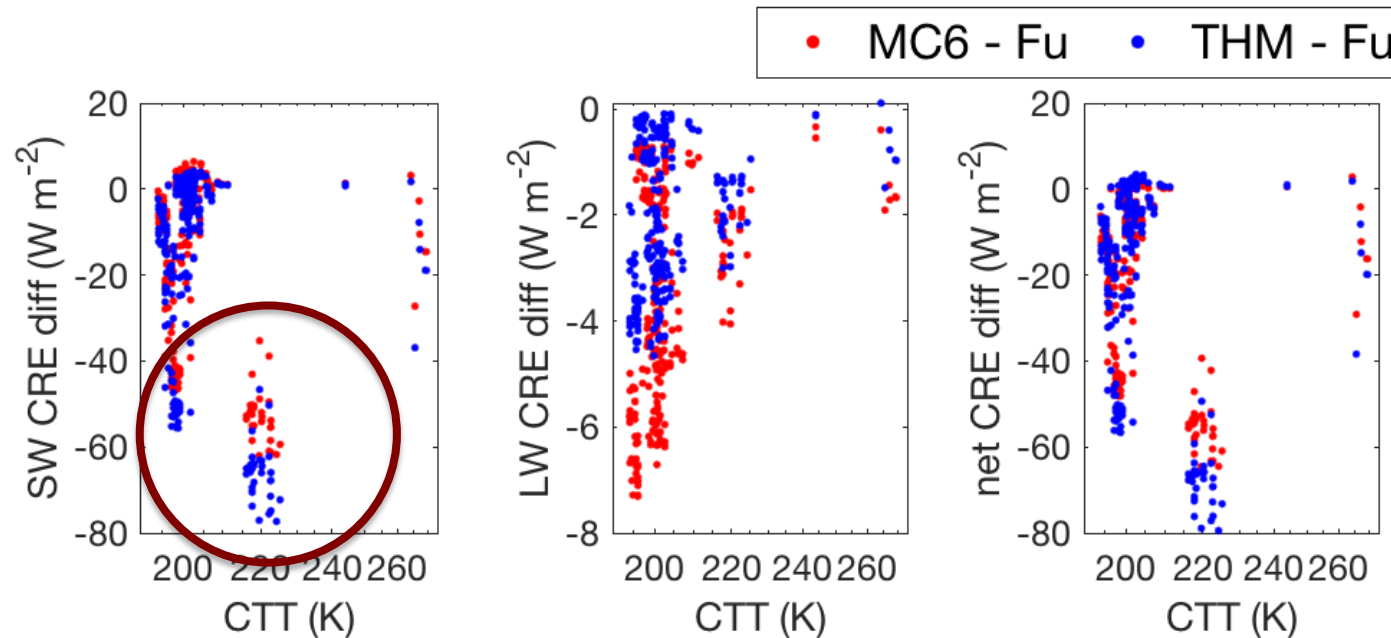 MC6 - Fu THM - Fu
SW CRE diff (W m⁻²)
20
0
-20
-40
-60
-80
200 220 240 260
CTT (K)
LW CRE diff (W m⁻²)
0
-2
-4
-6
-8
200 220 240 260
CTT (K)
net CRE diff (W m⁻²)
20
0
-20
-40
-60
-80
200 220 240 260
CTT (K)